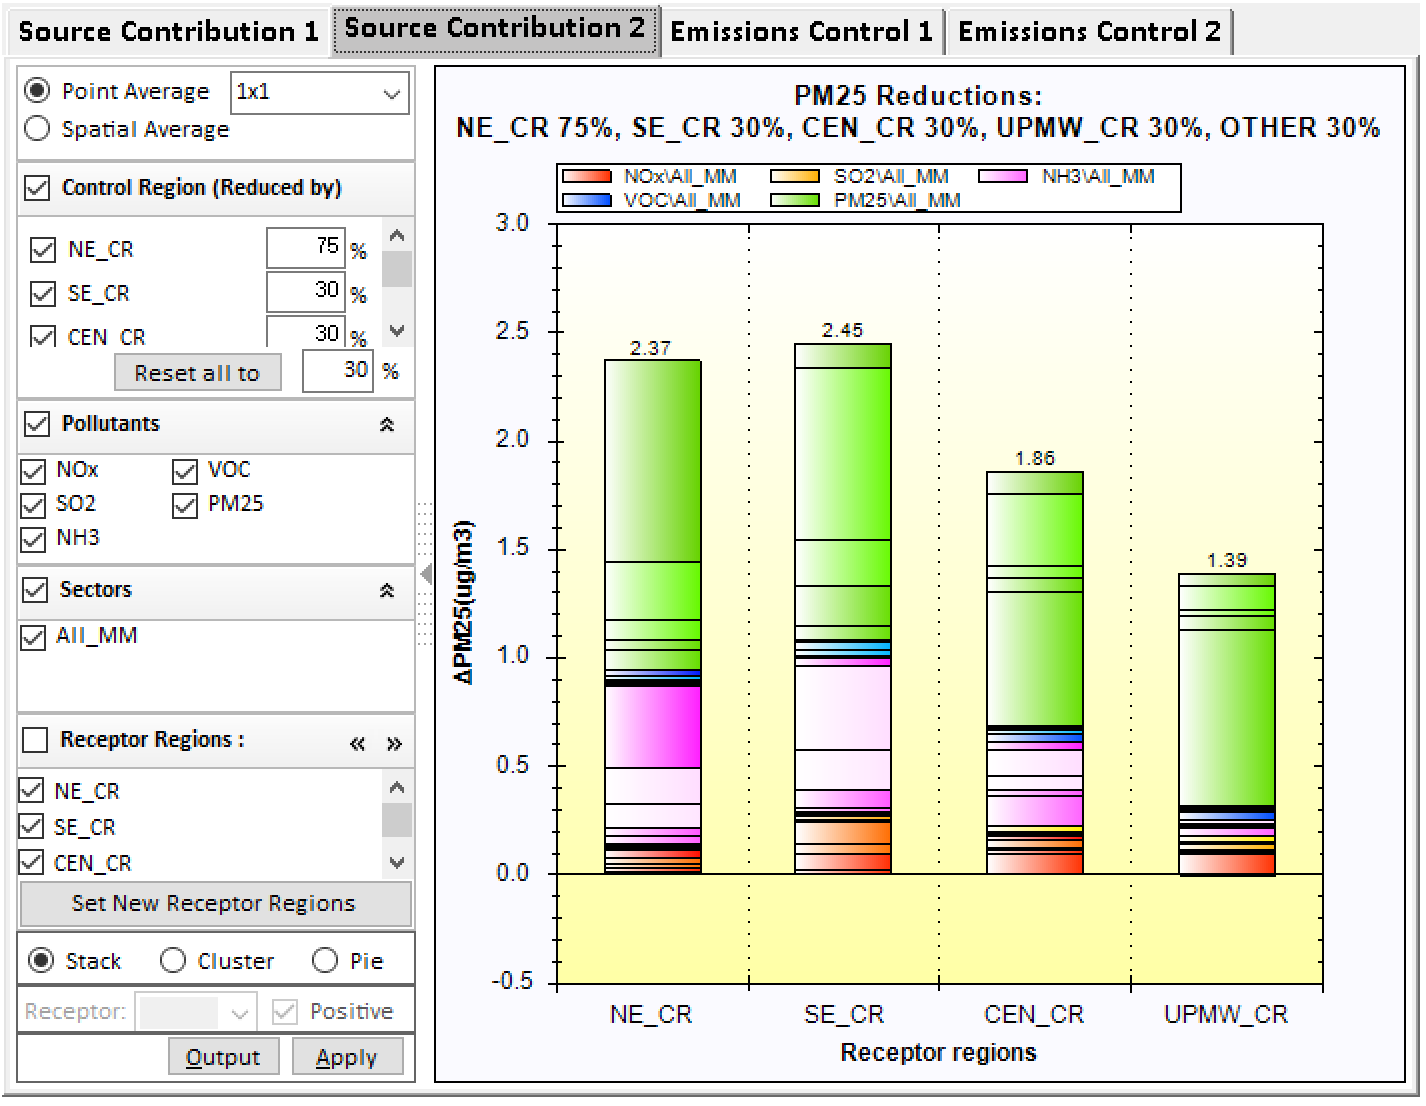 Source Contribution 1
Source Contribution 2
Emissions Control 1
Emissions Control 2
Point Average
1x1
Spatial Average
Control Region (Reduced by)
NE_CR 75 %
SE_CR 30 %
CEN_CR 30 %
Reset all to 30 %
Pollutants
NOx VOC
SO2 PM25
NH3
Sectors
All_MM
Receptor Regions : « »
NE_CR
SE_CR
CEN_CR
Set New Receptor Regions
Stack Cluster Pie
Receptor: Positive
Output Apply
PM25 Reductions:
NE_CR 75%, SE_CR 30%, CEN_CR 30%, UPMW_CR 30%, OTHER 30%
NOx\All_MM SO2\All_MM NH3\All_MM
VOC\All_MM PM25\All_MM
ΔPM25(ug/m3)
3.0
2.5
2.0
1.5
1.0
0.5
0.0
-0.5
2.37
2.45
1.86
1.39
NE_CR SE_CR CEN_CR UPMW_CR
Receptor regions